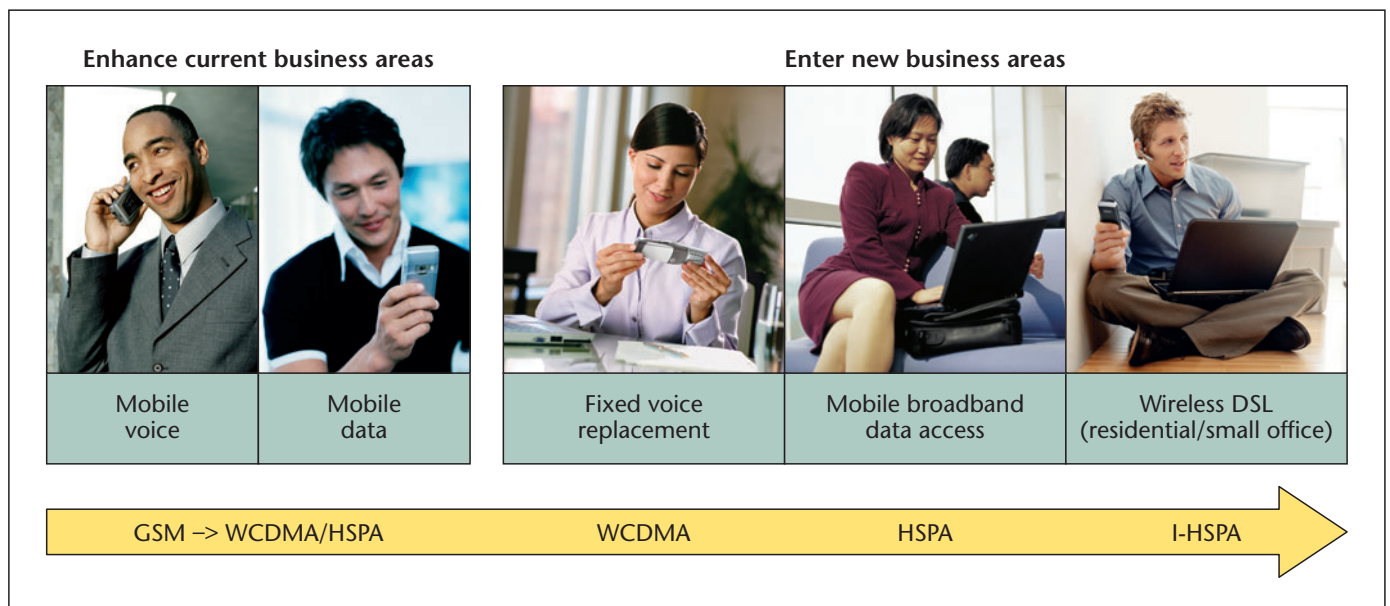 Enhance current business areas
Enter new business areas
Mobile
voice
Mobile
data
Fixed voice
replacement
Mobile broadband
data access
Wireless DSL
(residential/small office)
GSM –> WCDMA/HSPA
WCDMA
HSPA
I-HSPA